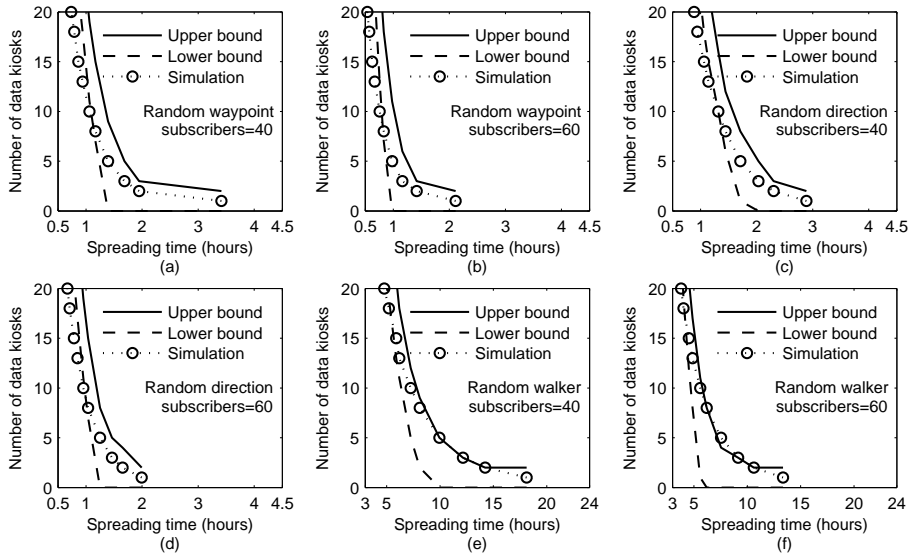 20
15
10
5
0
Number of data kiosks
Upper bound
Lower bound
Simulation
Random waypoint
subscribers=40
0.5 1 2 3 4 4.5
Spreading time (hours)
(a)
20
15
10
5
0
Number of data kiosks
Upper bound
Lower bound
Simulation
Random waypoint
subscribers=60
0.5 1 2 3 4 4.5
Spreading time (hours)
(b)
20
15
10
5
0
Number of data kiosks
Upper bound
Lower bound
Simulation
Random direction
subscribers=40
0.5 1 2 3 4 4.5
Spreading time (hours)
(c)
20
15
10
5
0
Number of data kiosks
Upper bound
Lower bound
Simulation
Random direction
subscribers=60
0.5 1 2 3 4 4.5
Spreading time (hours)
(d)
20
15
10
5
0
Number of data kiosks
Upper bound
Lower bound
Simulation
Random walker
subscribers=40
3 5 10 15 20 24
Spreading time (hours)
(e)
20
15
10
5
0
Number of data kiosks
Upper bound
Lower bound
Simulation
Random walker
subscribers=60
3 5 10 15 20 24
Spreading time (hours)
(f)